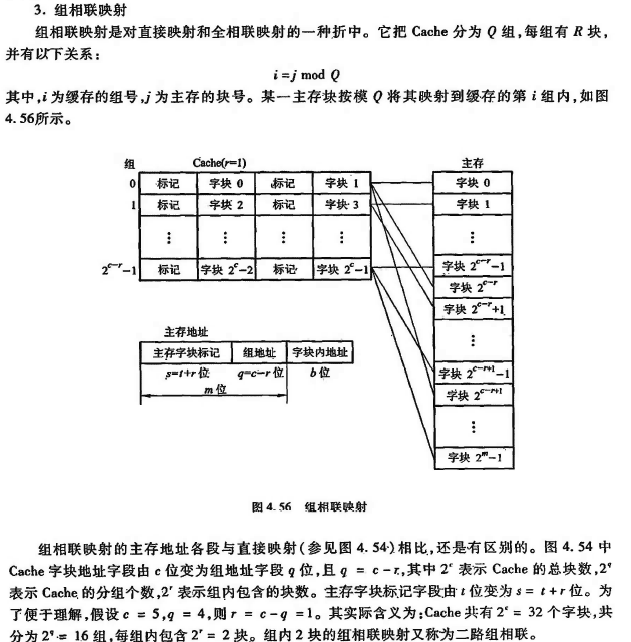 3. 组相联映射
组相联映射是对直接映射和全相联映射的一种折中。它把 Cache 分为 Q 组,每组有 R 块,
并有以下关系:
i = j mod Q
其中,i 为缓存的组号,j 为主存的块号。某一主存块按模 Q 将其映射到缓存的第 i 组内,如图
4.56所示。
组 Cache(r=1) 主存
0 标记 字块 0 标记 字块 1 字块 0
1 标记 字块 2 标记 字块 3 字块 1
⋮ ⋮ ⋮ ⋮ ⋮
2^{c-r}-1 标记 字块 2^c-2 标记 字块 2^c-1 字块 2^{c-r}-1
字块 2^{c-r}
字块 2^{c-r}+1
⋮
字块 2^{c-r+1}-1
字块 2^{c-r+1}
⋮
字块 2^m-1
主存地址
主存字块标记 组地址 字块内地址
s=t+r 位 q=c-r 位 b 位
m 位
图 4.56 组相联映射
组相联映射的主存地址各段与直接映射(参见图 4.54)相比,还是有区别的。图 4.54 中
Cache 字块地址字段由 c 位变为组地址字段 q 位,且 q = c-r,其中 2^c 表示 Cache 的总块数,2^q
表示 Cache 的分组个数,2^r 表示组内包含的块数。主存字块标记字段由 t 位变为 s = t + r 位。为
了便于理解,假设 c = 5,q = 4,则 r = c-q =1。其实际含义为:Cache 共有 2^c = 32 个字块,共
分为 2^q = 16 组,每组内包含 2^r = 2 块。组内 2 块的组相联映射又称为二路组相联。